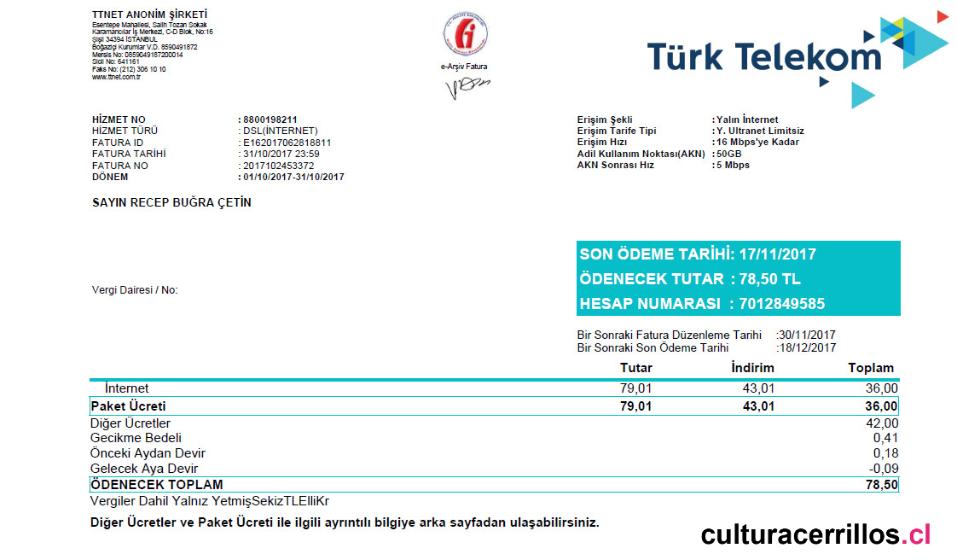 TTNET ANONİM ŞİRKETİ
Esentepe Mahallesi, Salih Tozan Sokak
Karamancılar İş Merkezi, C-D Blok, No:16
Şişli 34394 İSTANBUL
Boğaziçi Kurumlar V.D. 8590491872
Mersis No: 0859049187200014
Sicil No: 641161
Faks No: (212) 306 10 10
www.ttnet.com.tr
e-Arşiv Fatura
Türk Telekom
HİZMET NO : 8800198211
HİZMET TÜRÜ : DSL(İNTERNET)
FATURA ID : E162017062818811
FATURA TARİHİ : 31/10/2017 23:59
FATURA NO : 2017102453372
DÖNEM : 01/10/2017-31/10/2017
Erişim Şekli : Yalın İnternet
Erişim Tarife Tipi : Y. Ultranet Limitsiz
Erişim Hızı : 16 Mbps'ye Kadar
Adil Kullanım Noktası(AKN) : 50GB
AKN Sonrası Hız : 5 Mbps
SAYIN RECEP BUĞRA ÇETİN
SON ÖDEME TARİHİ: 17/11/2017
ÖDENECEK TUTAR : 78,50 TL
HESAP NUMARASI : 7012849585
Vergi Dairesi / No:
Bir Sonraki Fatura Düzenleme Tarihi :30/11/2017
Bir Sonraki Son Ödeme Tarihi :18/12/2017
Tutar İndirim Toplam
İnternet 79,01 43,01 36,00
Paket Ücreti 79,01 43,01 36,00
Diğer Ücretler 42,00
Gecikme Bedeli 0,41
Önceki Aydan Devir 0,18
Gelecek Aya Devir -0,09
ÖDENECEK TOPLAM 78,50
Vergiler Dahil Yalnız YetmişSekizTLElliKr
Diğer Ücretler ve Paket Ücreti ile ilgili ayrıntılı bilgiye arka sayfadan ulaşabilirsiniz.
culturacerrillos.cl